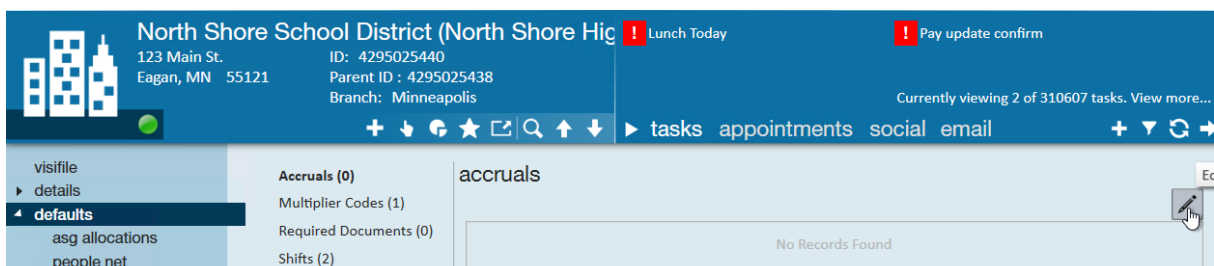 North Shore School District (North Shore Hig
123 Main St.
Eagan, MN 55121
ID: 4295025440
Parent ID : 4295025438
Branch: Minneapolis
! Lunch Today
! Pay update confirm
Currently viewing 2 of 310607 tasks. View more...
tasks appointments social email
visifile
details
defaults
asg allocations
people net
Accruals (0)
Multiplier Codes (1)
Required Documents (0)
Shifts (2)
accruals
No Records Found